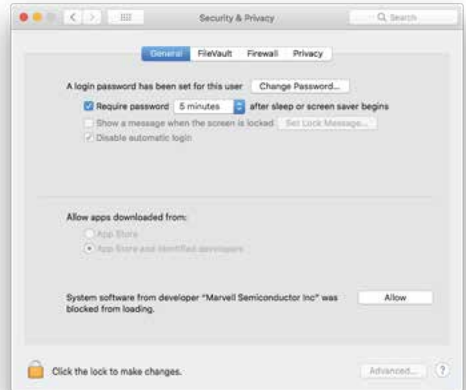 Security & Privacy
Search
General FileVault Firewall Privacy
A login password has been set for this user Change Password...
Require password 5 minutes after sleep or screen saver begins
Show a message when the screen is locked Set Lock Message...
Disable automatic login
Allow apps downloaded from:
App Store
App Store and identified developers
System software from developer "Marvell Semiconductor Inc" was Allow
blocked from loading.
Click the lock to make changes. Advanced... ?